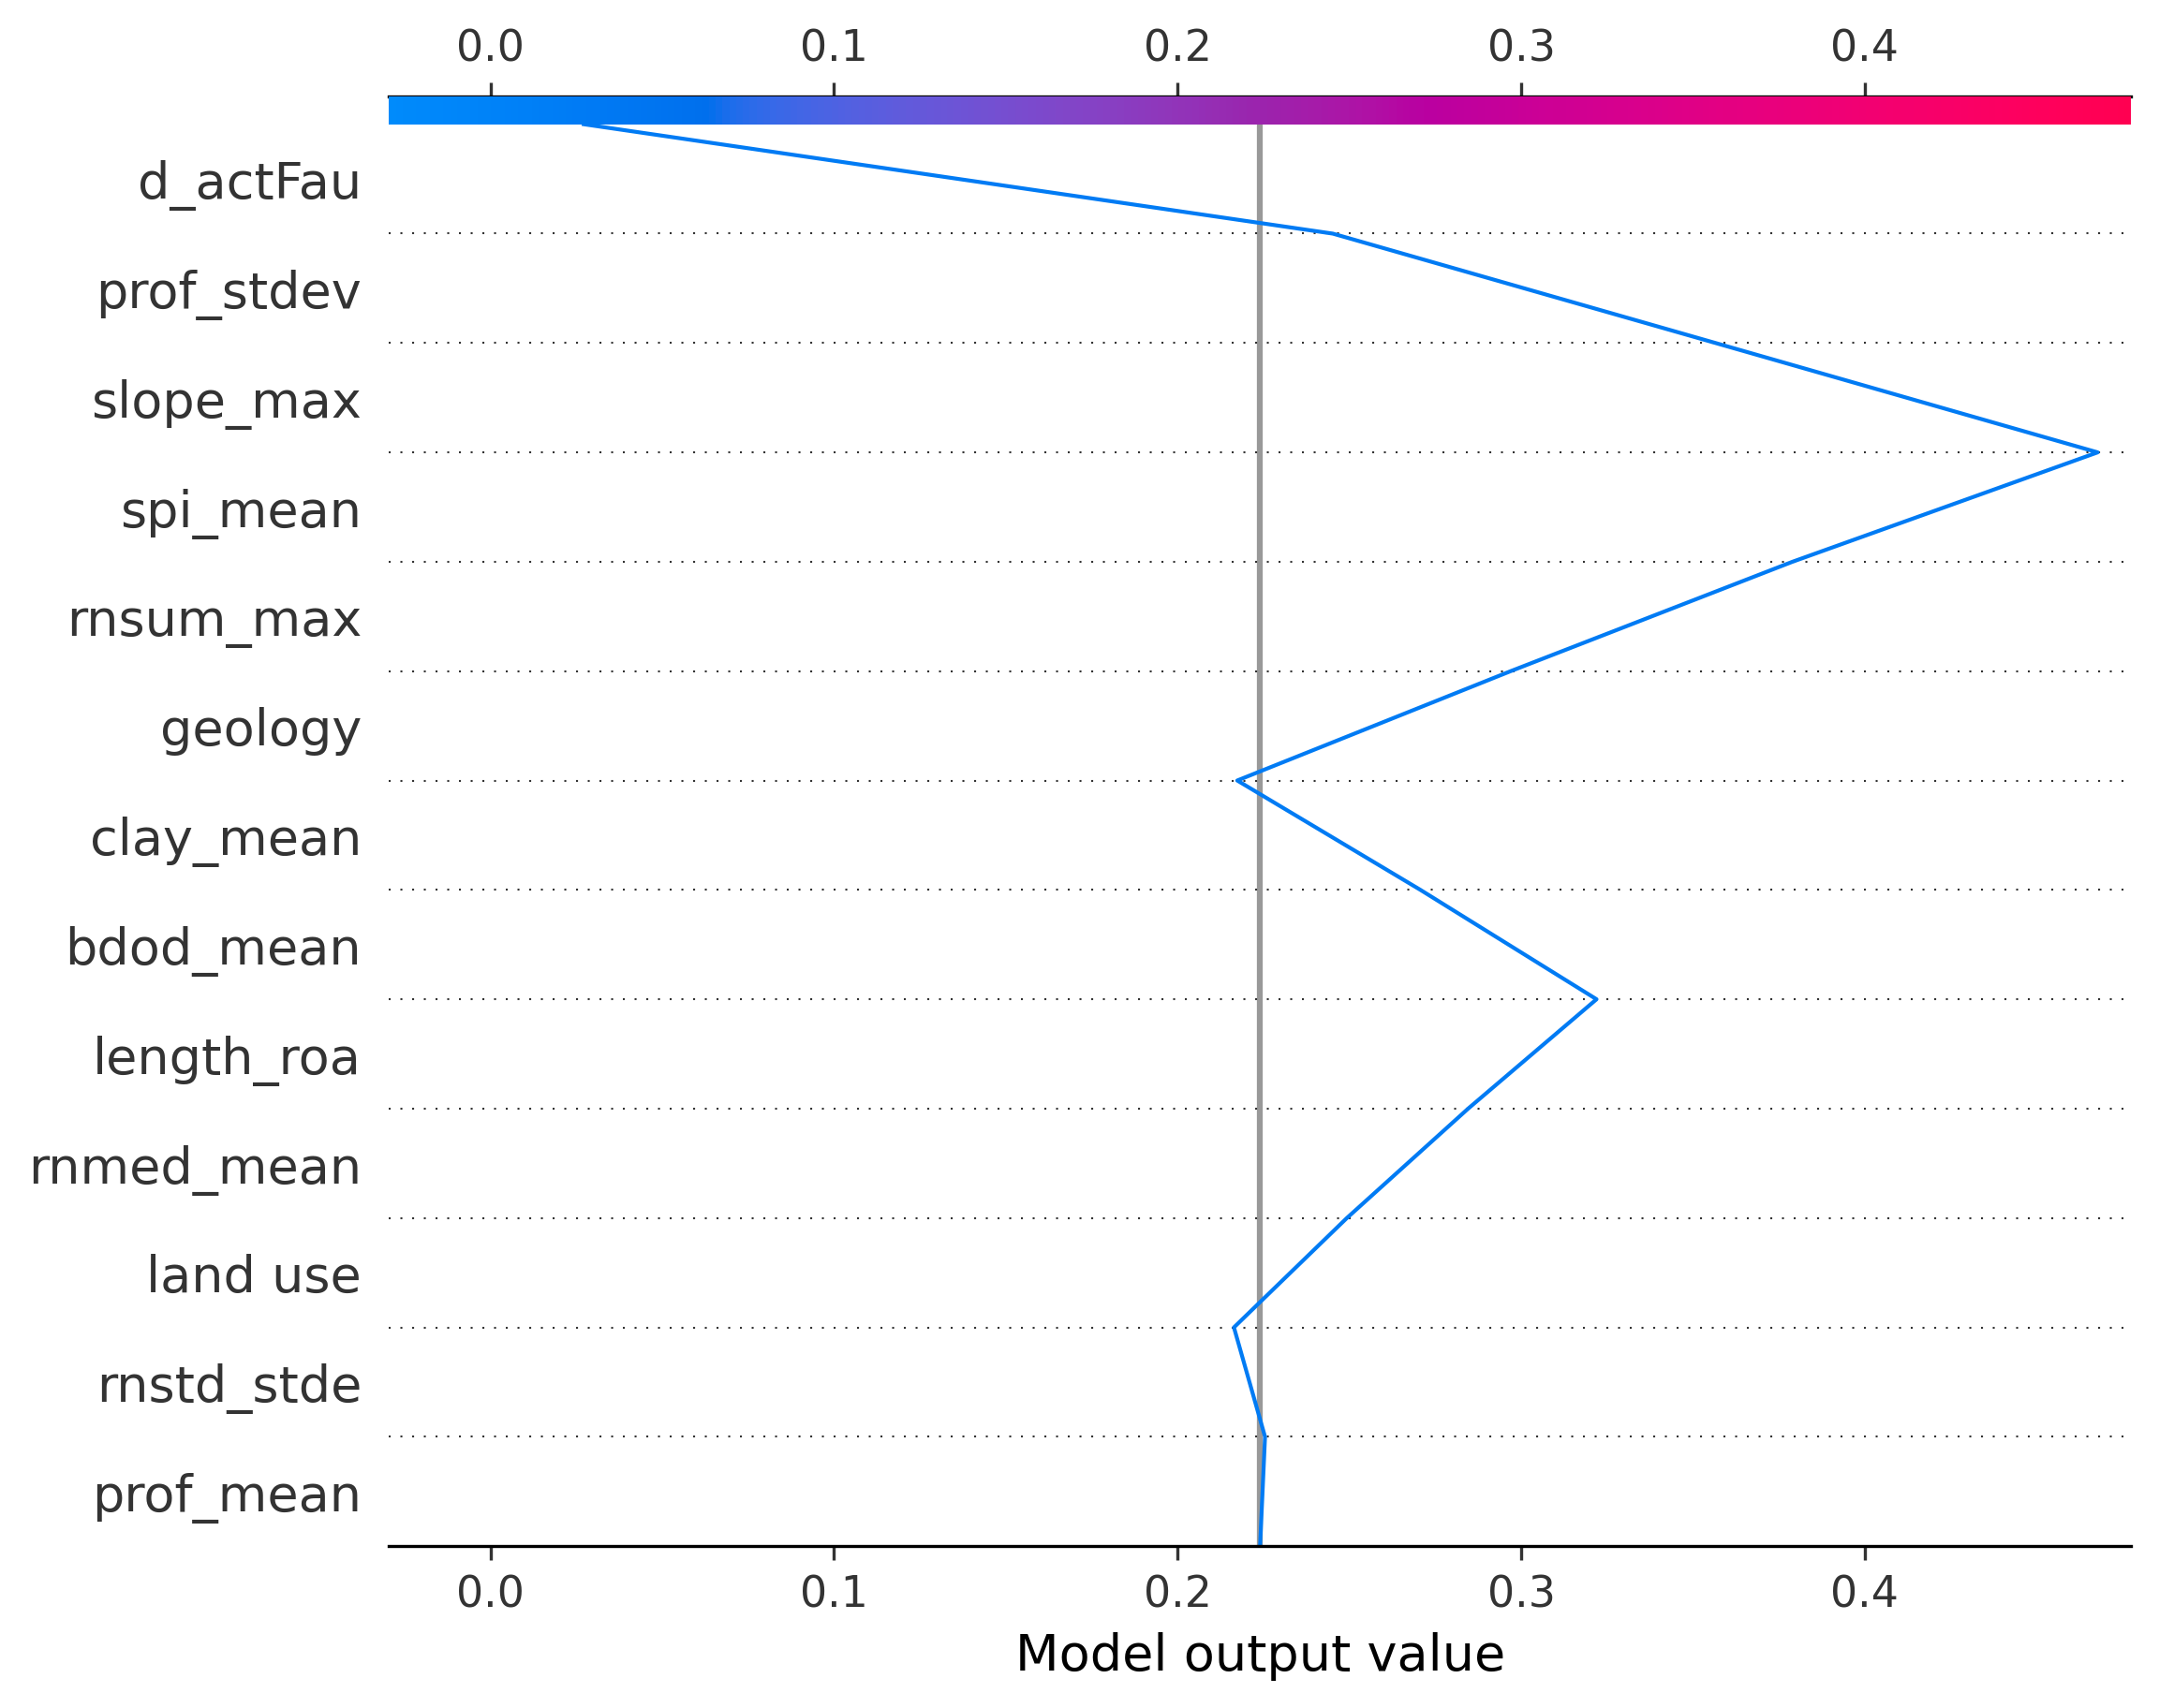 0.0 0.1 0.2 0.3 0.4
d_actFau
prof_stdev
slope_max
spi_mean
rnsum_max
geology
clay_mean
bdod_mean
length_roa
rnmed_mean
land use
rnstd_stde
prof_mean
0.0 0.1 0.2 0.3 0.4
Model output value